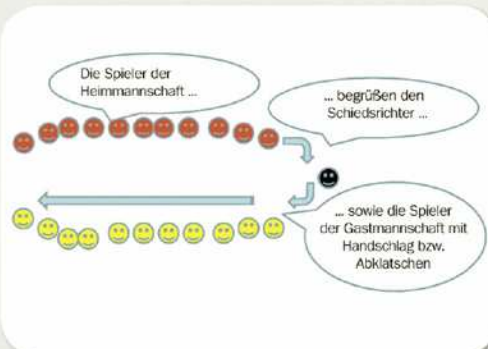 Die Spieler der
Heimmannschaft ...
... begrüßen den
Schiedsrichter ...
... sowie die Spieler
der Gastmannschaft mit
Handschlag bzw.
Abklatschen